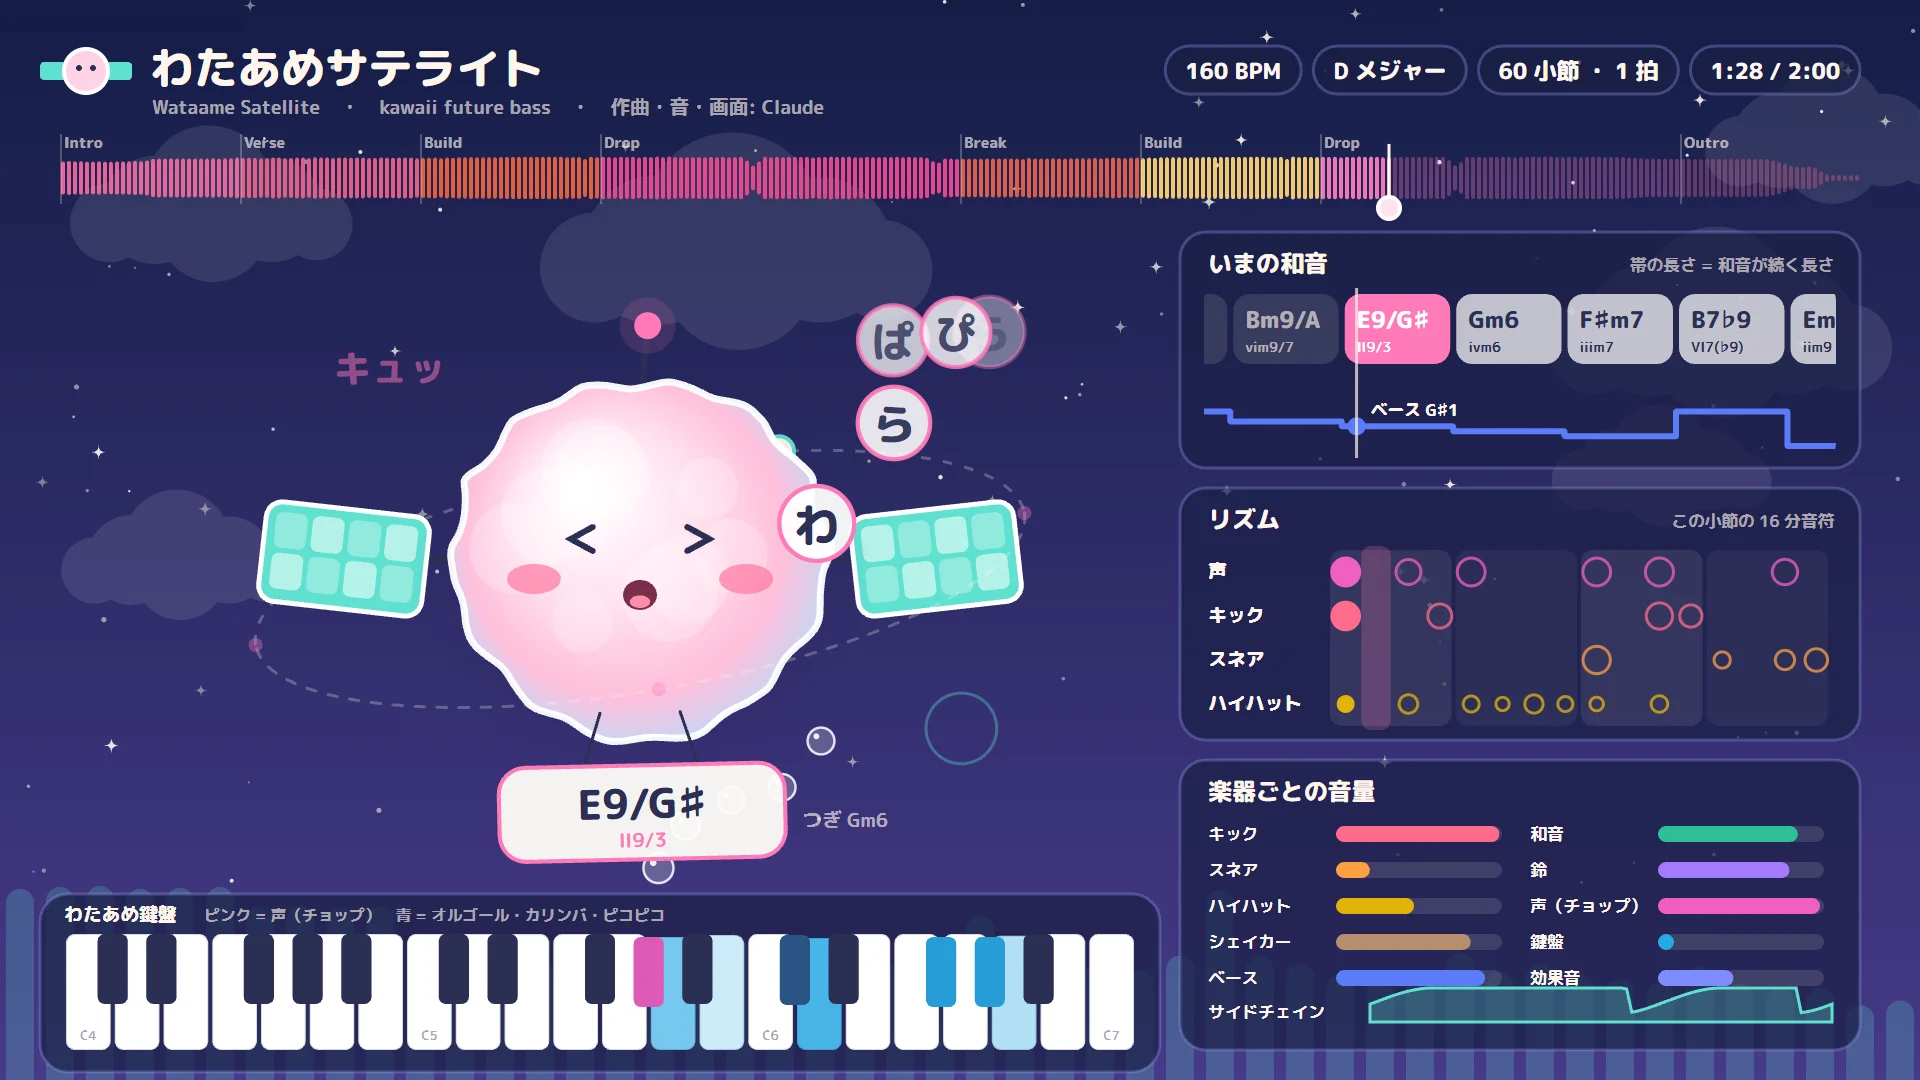 わたあめサテライト
Wataame Satellite ・ kawaii future bass ・ 作曲・音・画面: Claude
160 BPM
D メジャー
60 小節 ・ 1 拍
1:28 / 2:00
Intro
Verse
Build
Drop
Break
Build
Drop
Outro
いまの和音
帯の長さ = 和音が続く長さ
Bm9/A
vim9/7
E9/G♯
II9/3
Gm6
ivm6
F♯m7
iiim7
B7♭9
VI7(♭9)
Em
iim9
ベース G♯1
キュッ
ぱ
ぴ
ら
ら
わ
リズム
この小節の 16 分音符
声
キック
スネア
ハイハット
E9/G♯
II9/3
つぎ Gm6
楽器ごとの音量
キック
スネア
ハイハット
シェイカー
ベース
和音
鈴
声（チョップ）
鍵盤
効果音
サイドチェイン
わたあめ鍵盤
ピンク = 声（チョップ） 青 = オルゴール・カリンバ・ピコピコ
C4
C5
C6
C7